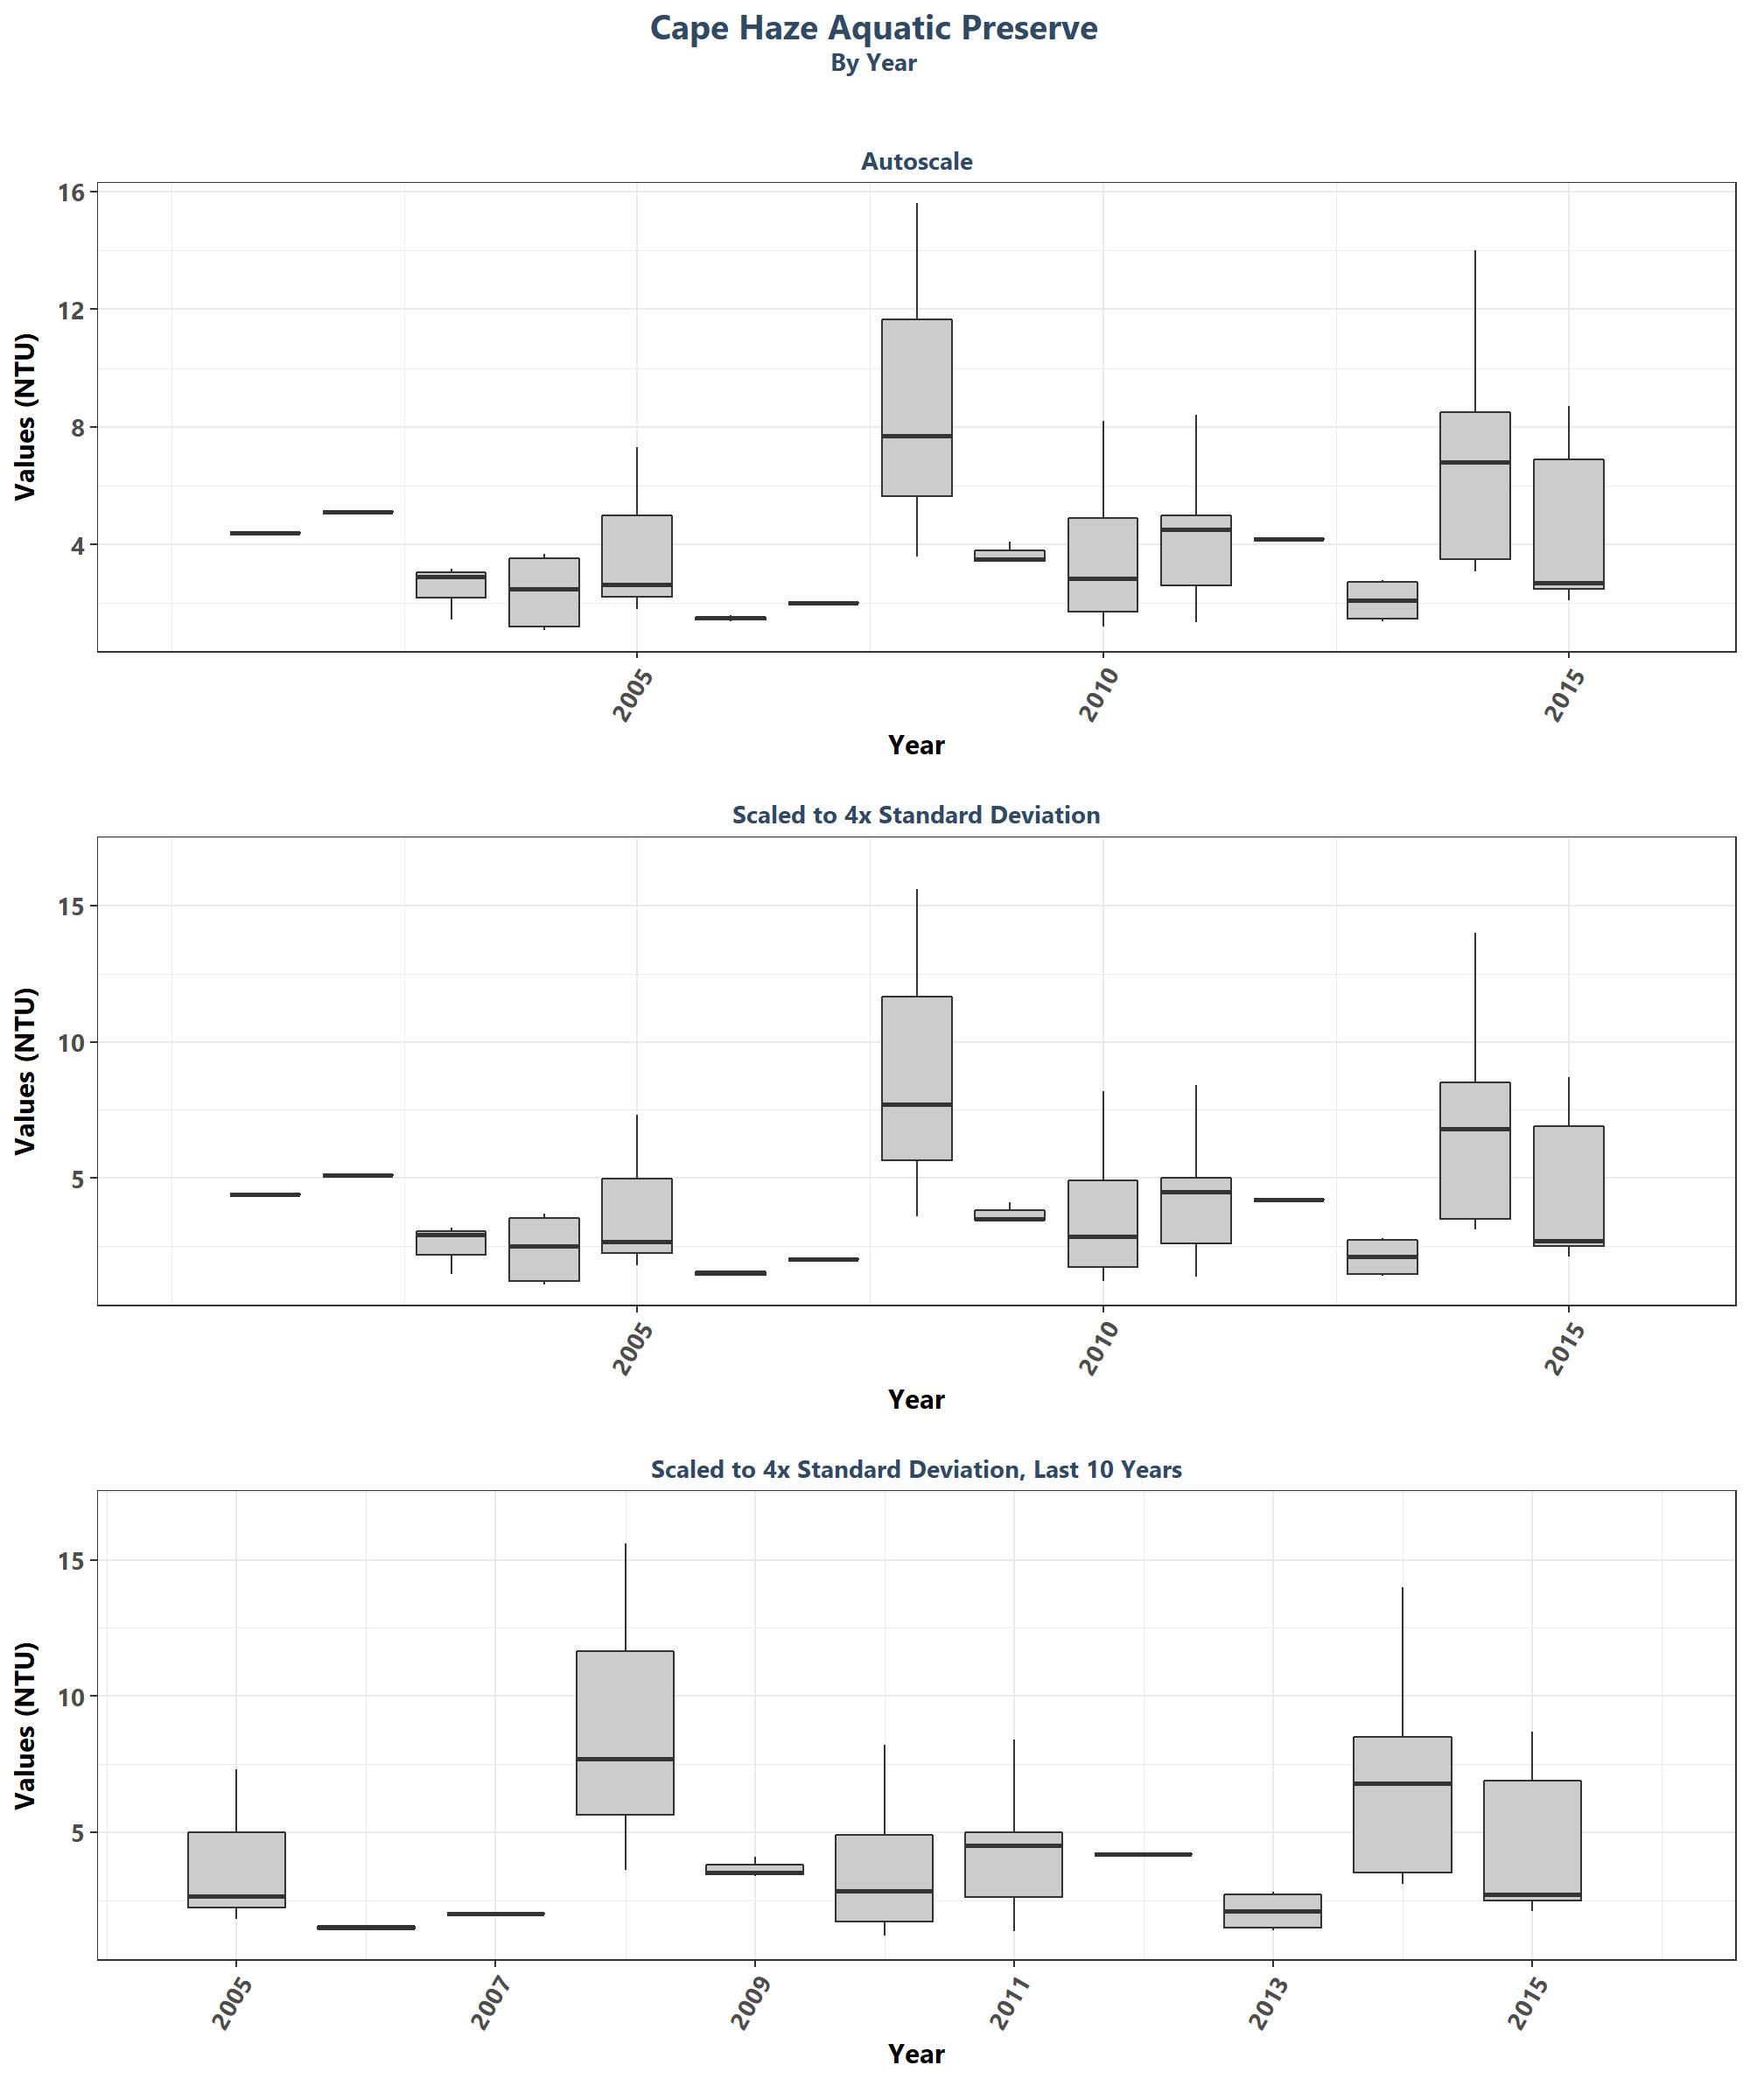 Cape Haze Aquatic Preserve
By Year
Autoscale
Values (NTU)
16
12
8
4
2005
2010
2015
Year
Scaled to 4x Standard Deviation
Values (NTU)
15
10
5
2005
2010
2015
Year
Scaled to 4x Standard Deviation, Last 10 Years
Values (NTU)
15
10
5
2005
2007
2009
2011
2013
2015
Year